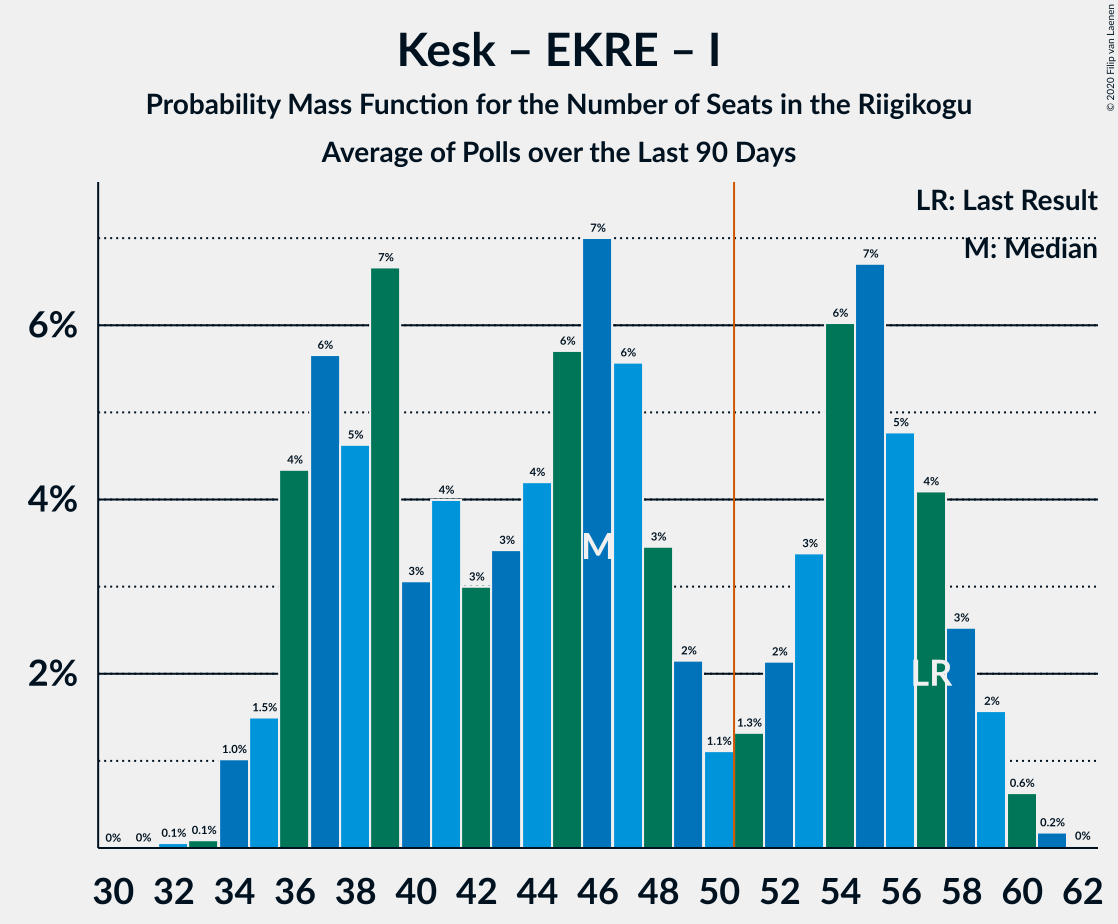 Kesk – EKRE – I
Probability Mass Function for the Number of Seats in the Riigikogu
Average of Polls over the Last 90 Days
© 2020 Filip van Laenen
LR: Last Result
M: Median
6%
4%
2%
0% 0% 0.1% 0.1% 1.0% 1.5% 4% 6% 5% 7% 3% 4% 3% 3% 4% 6% 7% 6% 3% 2% 1.1% 1.3% 2% 3% 6% 7% 5% 4% 3% 2% 0.6% 0.2% 0%
M
LR
30 32 34 36 38 40 42 44 46 48 50 52 54 56 58 60 62